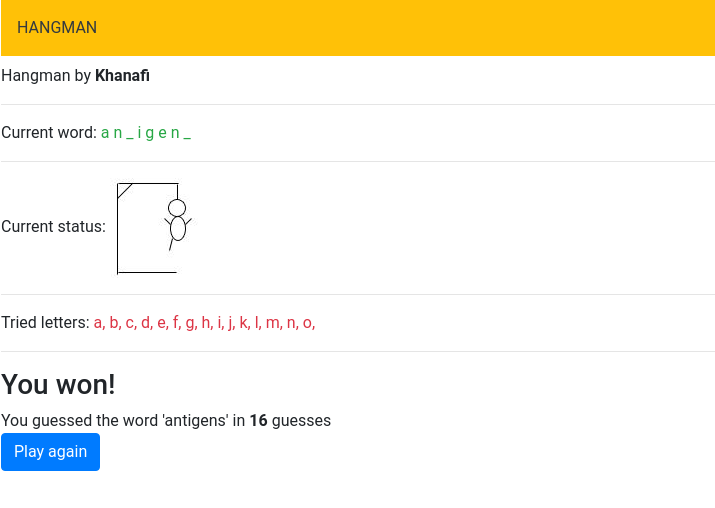 HANGMAN
Hangman by Khanafi
Current word: a n _ i g e n _
Current status:
Tried letters: a, b, c, d, e, f, g, h, i, j, k, l, m, n, o,
You won!
You guessed the word 'antigens' in 16 guesses
Play again